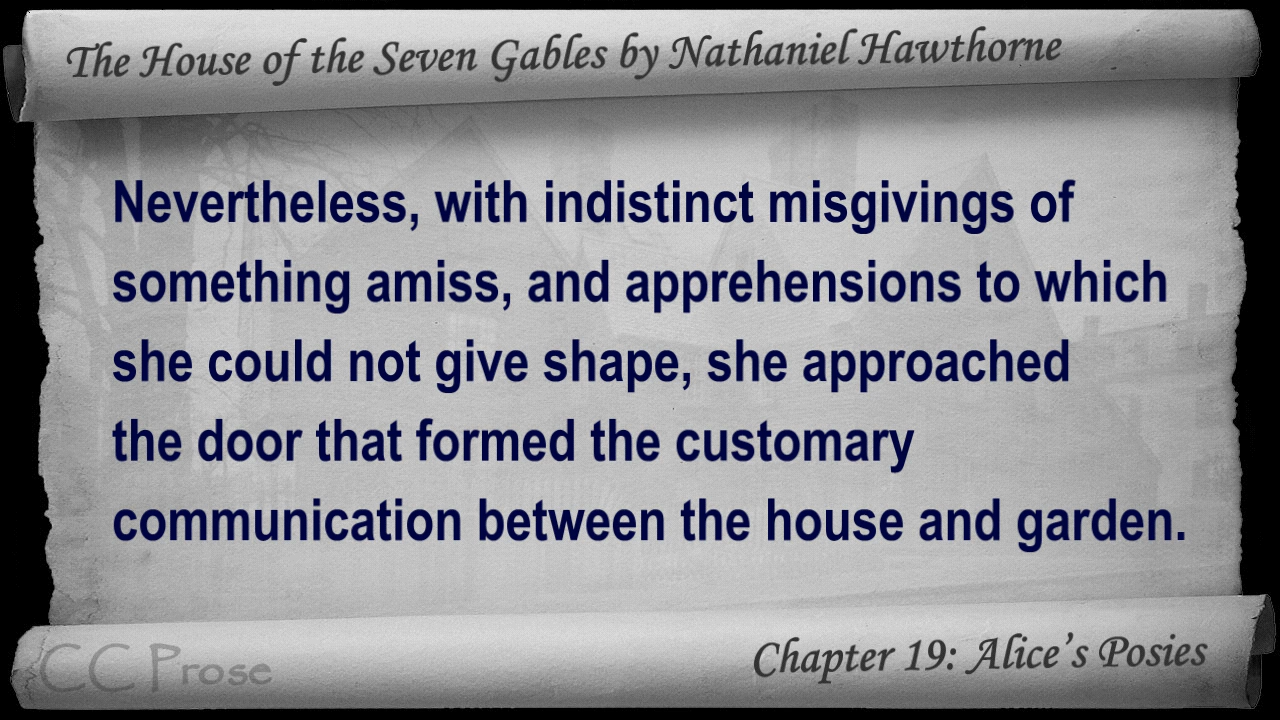 The House of the Seven Gables by Nathaniel Hawthorne
Nevertheless, with indistinct misgivings of
something amiss, and apprehensions to which
she could not give shape, she approached
the door that formed the customary
communication between the house and garden.
CC Prose
Chapter 19: Alice's Posies